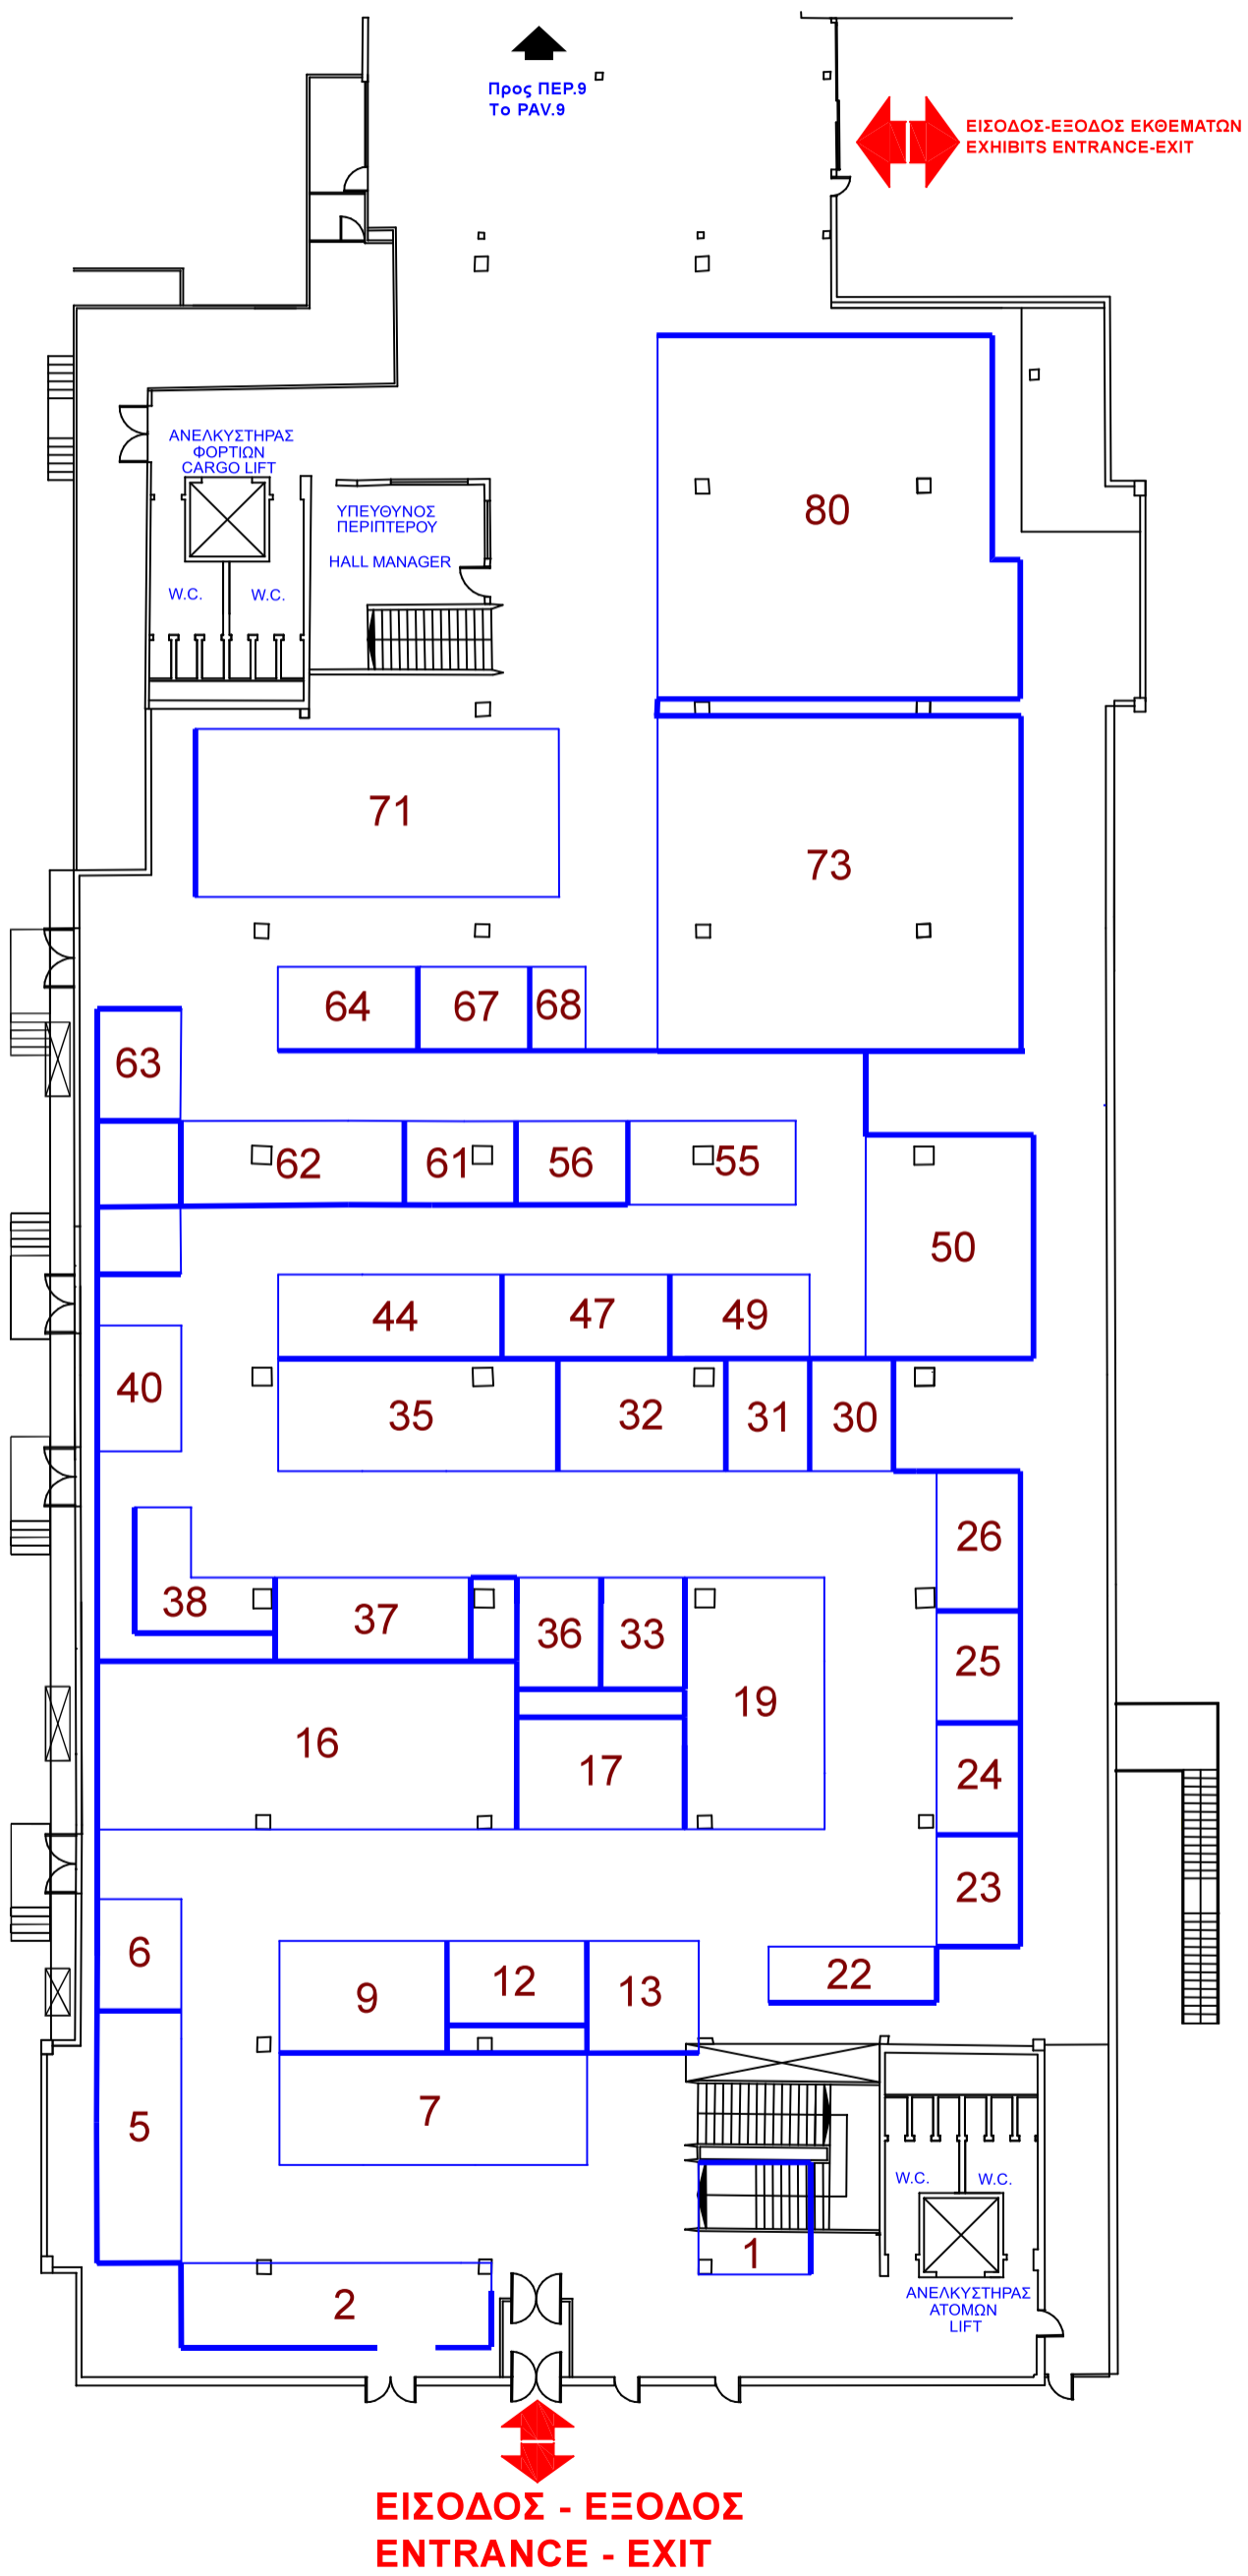 Προς ΠΕΡ.9
To PAV.9
ΕΙΣΟΔΟΣ-ΕΞΟΔΟΣ ΕΚΘΕΜΑΤΩΝ
EXHIBITS ENTRANCE-EXIT
ΑΝΕΛΚΥΣΤΗΡΑΣ
ΦΟΡΤΙΩΝ
CARGO LIFT
ΥΠΕΥΘΥΝΟΣ
ΠΕΡΙΠΤΕΡΟΥ
HALL MANAGER
W.C. W.C.
80
71
73
64 67 68
63
62 61 56 55
50
44 47 49
40
35 32 31 30
26
38 37 36 33
25
19
16 17 24
23
6
9 12 13 22
7
5
W.C. W.C.
1
2
ΑΝΕΛΚΥΣΤΗΡΑΣ
ΑΤΟΜΩΝ
LIFT
ΕΙΣΟΔΟΣ - ΕΞΟΔΟΣ
ENTRANCE - EXIT